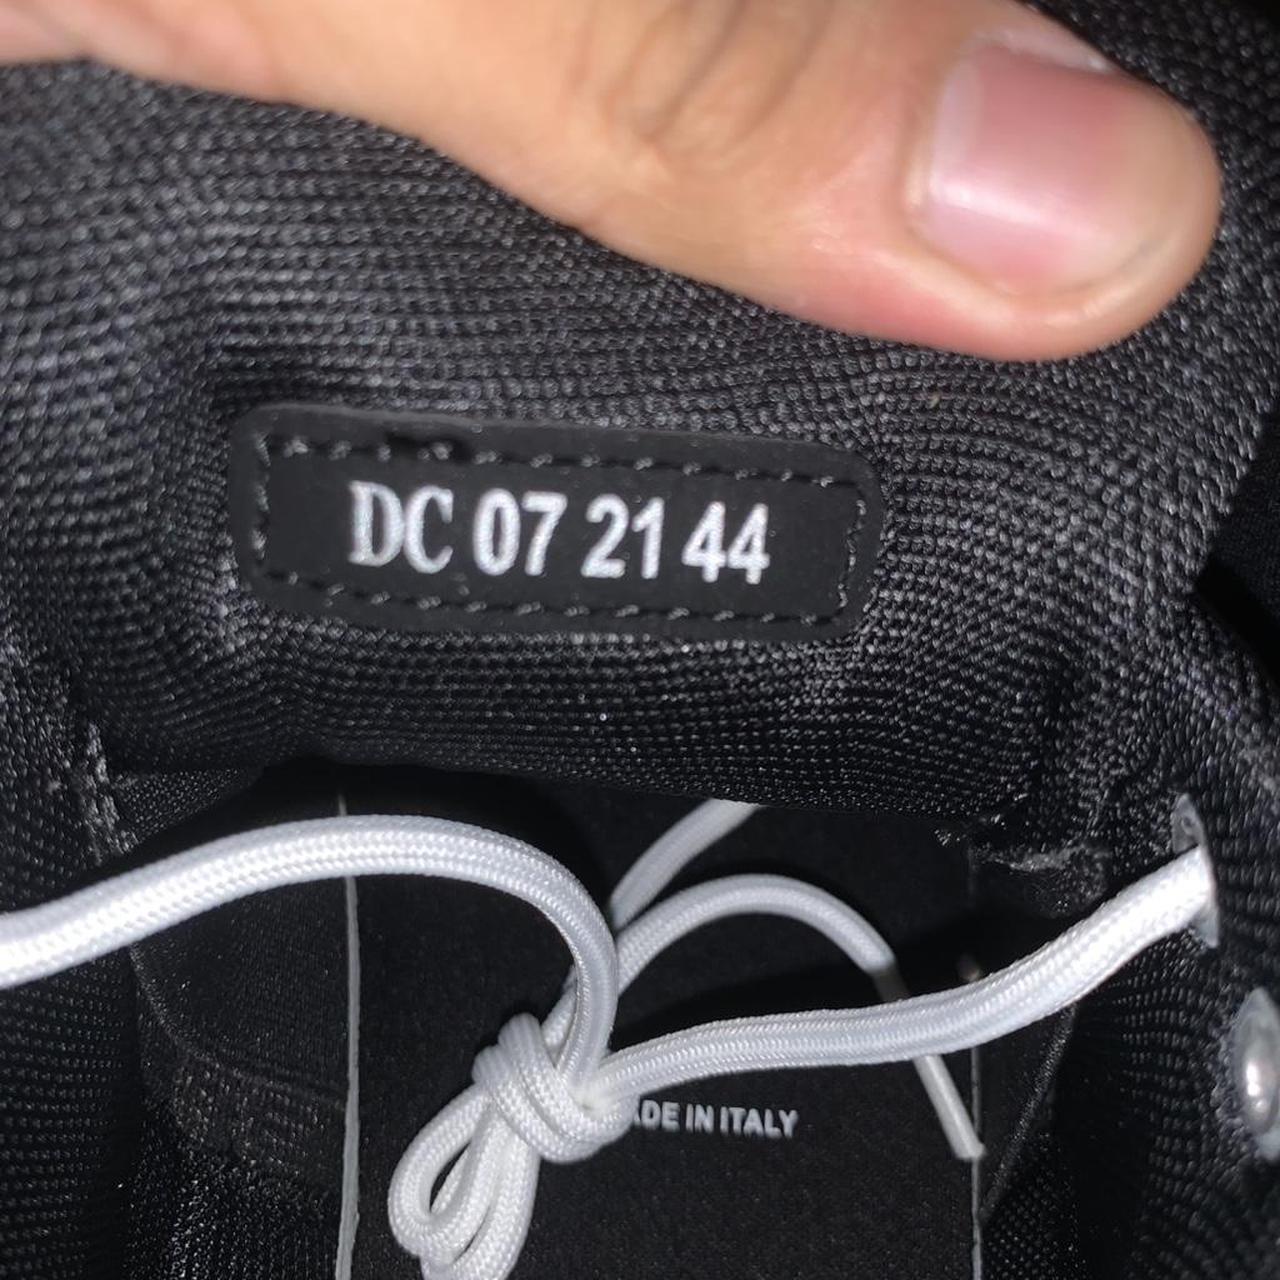 DC 07 21 44
ADE IN ITALY